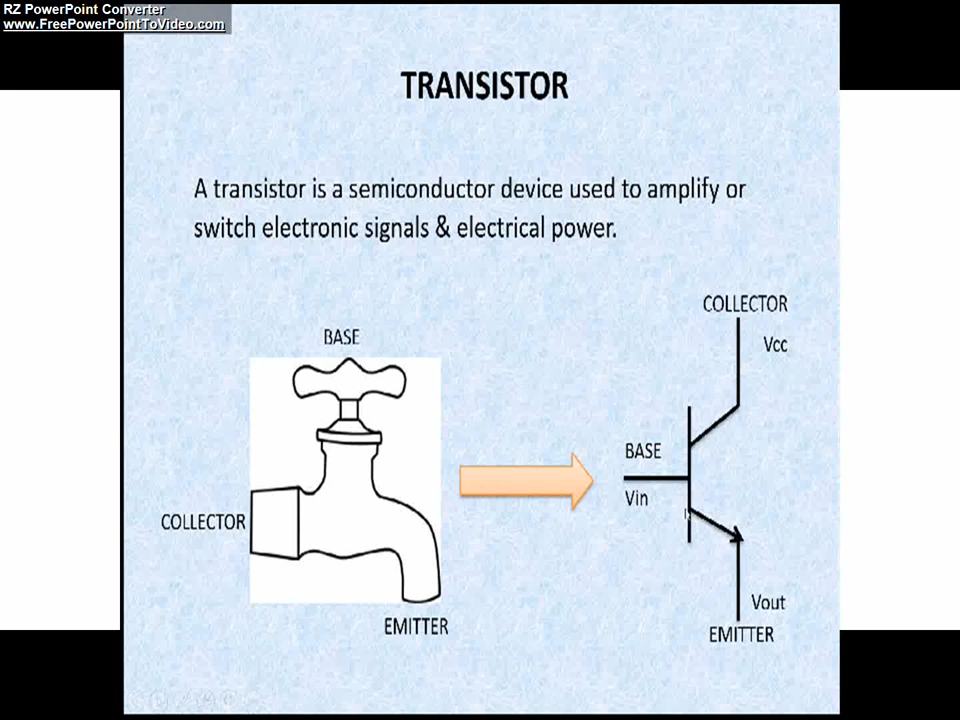 RZ PowerPoint Converter
www.FreePowerPointToVideo.com
TRANSISTOR
A transistor is a semiconductor device used to amplify or
switch electronic signals & electrical power.
COLLECTOR
Vcc
BASE
BASE
Vin
COLLECTOR
Vout
EMITTER
EMITTER